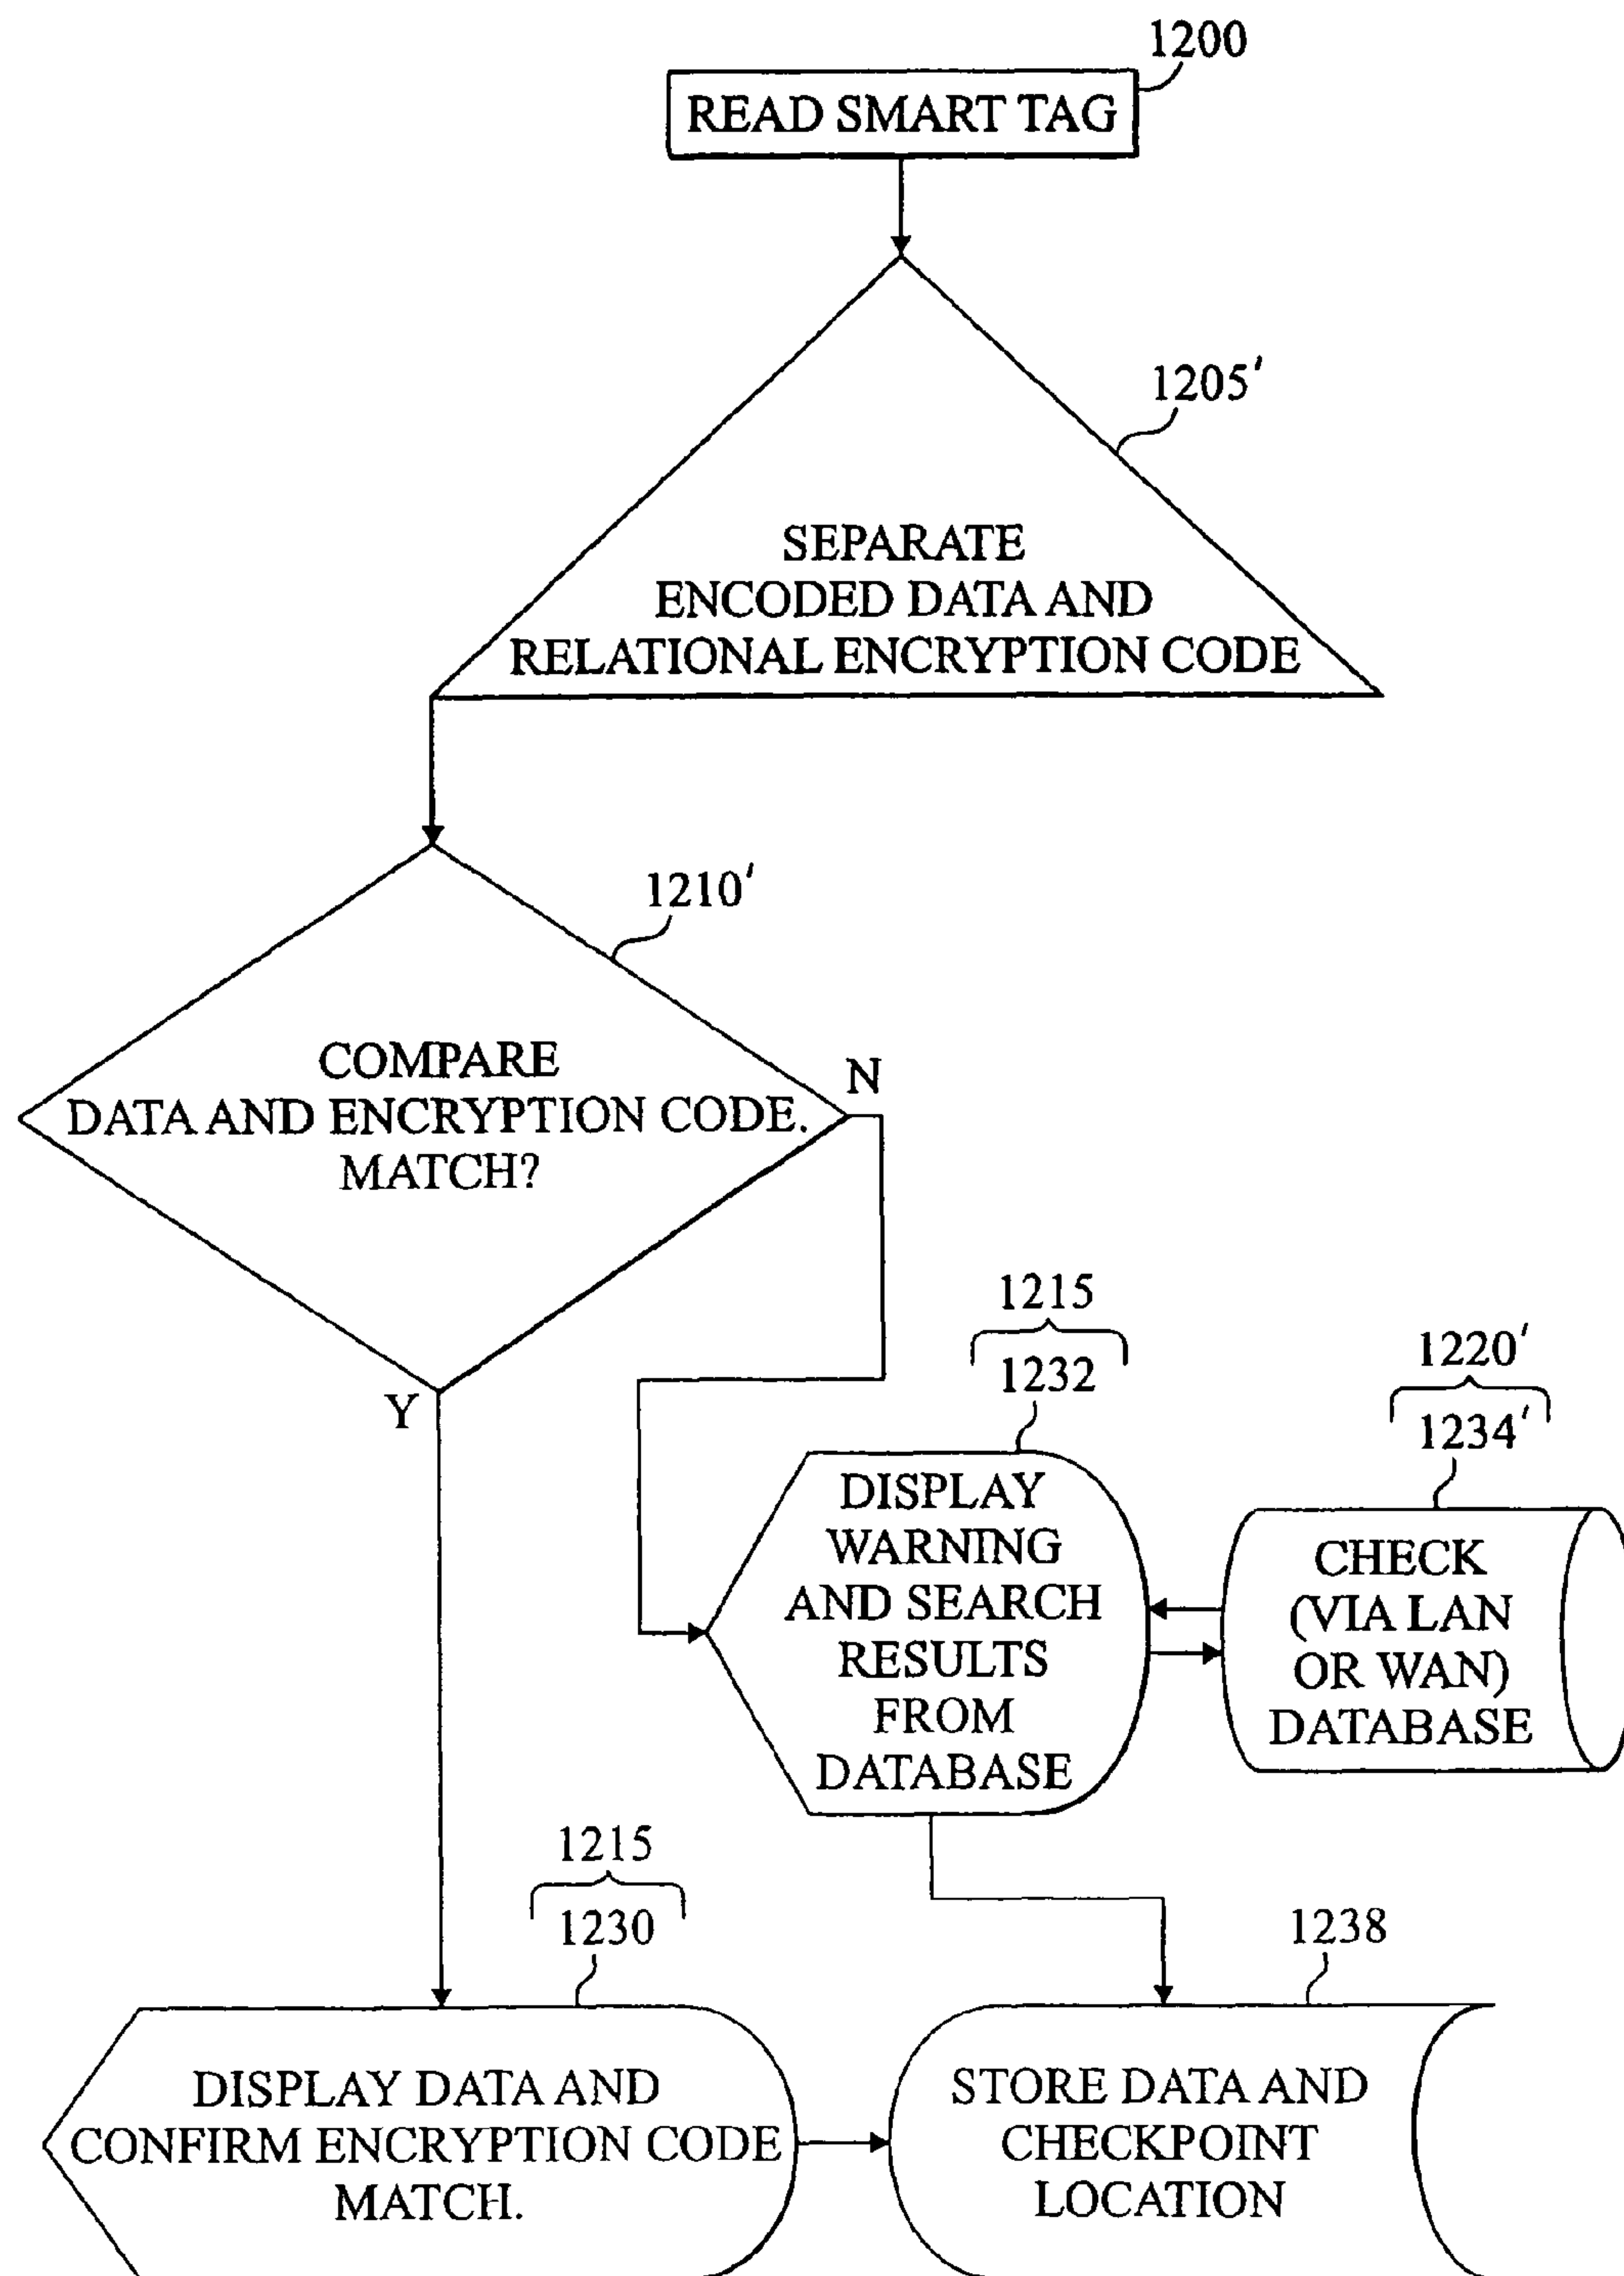 1200
READ SMART TAG
1205'
SEPARATE
ENCODED DATA AND
RELATIONAL ENCRYPTION CODE
1210'
COMPARE
DATA AND ENCRYPTION CODE.
MATCH?
N
Y
1215
1232
DISPLAY
WARNING
AND SEARCH
RESULTS
FROM
DATABASE
1220'
1234'
CHECK
(VIA LAN
OR WAN)
DATABASE
1215
1230
DISPLAY DATA AND
CONFIRM ENCRYPTION CODE
MATCH.
1238
STORE DATA AND
CHECKPOINT
LOCATION